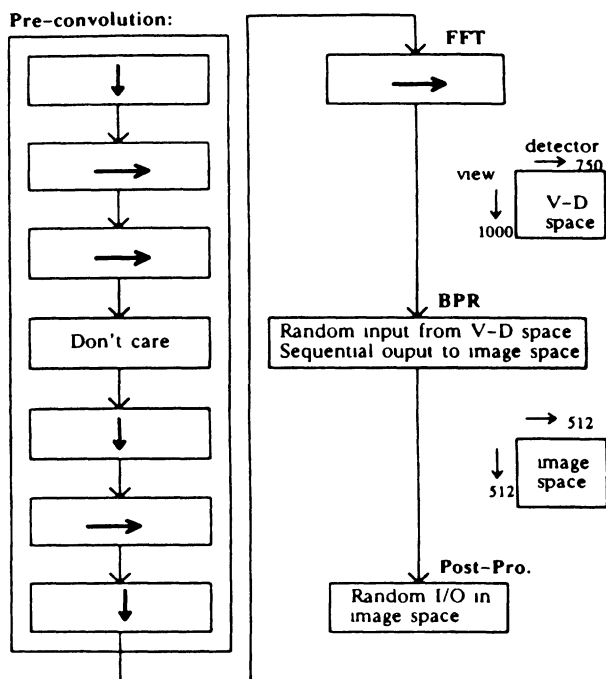 Pre-convolution:
Don't care
FFT
detector
750
view
1000
V-D
space
BPR
Random input from V-D space
Sequential ouput to image space
512
512
image
space
Post-Pro.
Random I/O in
image space